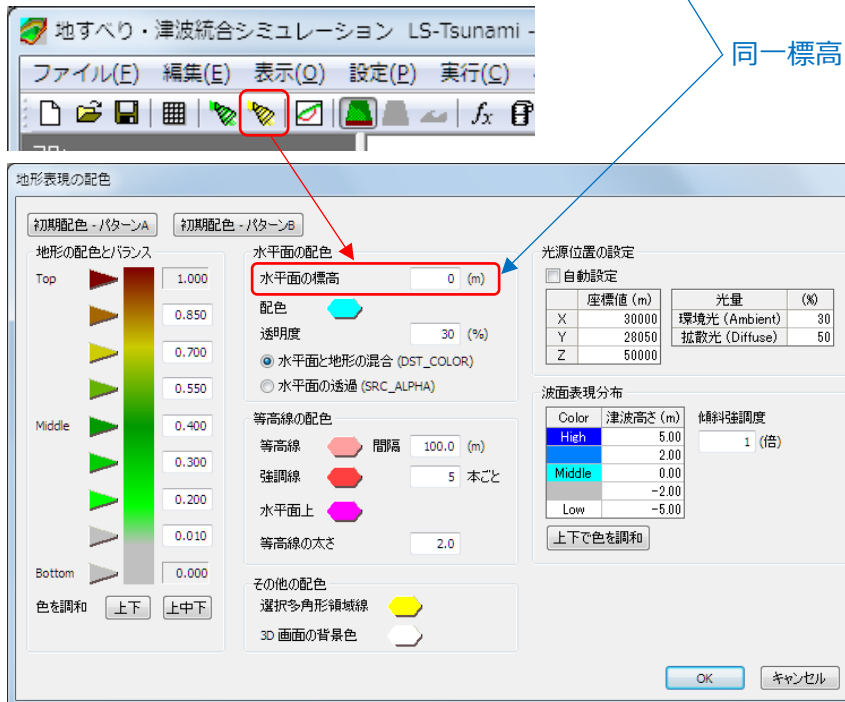 地すべり・津波統合シミュレーション LS-Tsunami -
ファイル(F) 編集(E) 表示(O) 設定(P) 実行(C)
同一標高
地形表現の配色
初期配色 - パターンA 初期配色 - パターンB
地形の配色とバランス
Top 1.000
0.850
0.700
0.550
Middle 0.400
0.300
0.200
0.010
Bottom 0.000
色を調和 上下 上中下
水平面の配色
水平面の標高 0 (m)
配色
透明度 30 (%)
水平面と地形の混合 (DST_COLOR)
水平面の透過 (SRC_ALPHA)
等高線の配色
等高線 間隔 100.0 (m)
強調線 5 本ごと
水平面上
等高線の太さ 2.0
その他の配色
選択多角形領域線
3D 画面の背景色
光源位置の設定
自動設定
座標値 (m)
X 30000
Y 28050
Z 50000
光量 (%)
環境光 (Ambient) 30
拡散光 (Diffuse) 50
波面表現分布
Color 津波高さ (m)
High 5.00
2.00
Middle 0.00
-2.00
Low -5.00
傾斜強調度
1 (倍)
上下で色を調和
OK キャンセル